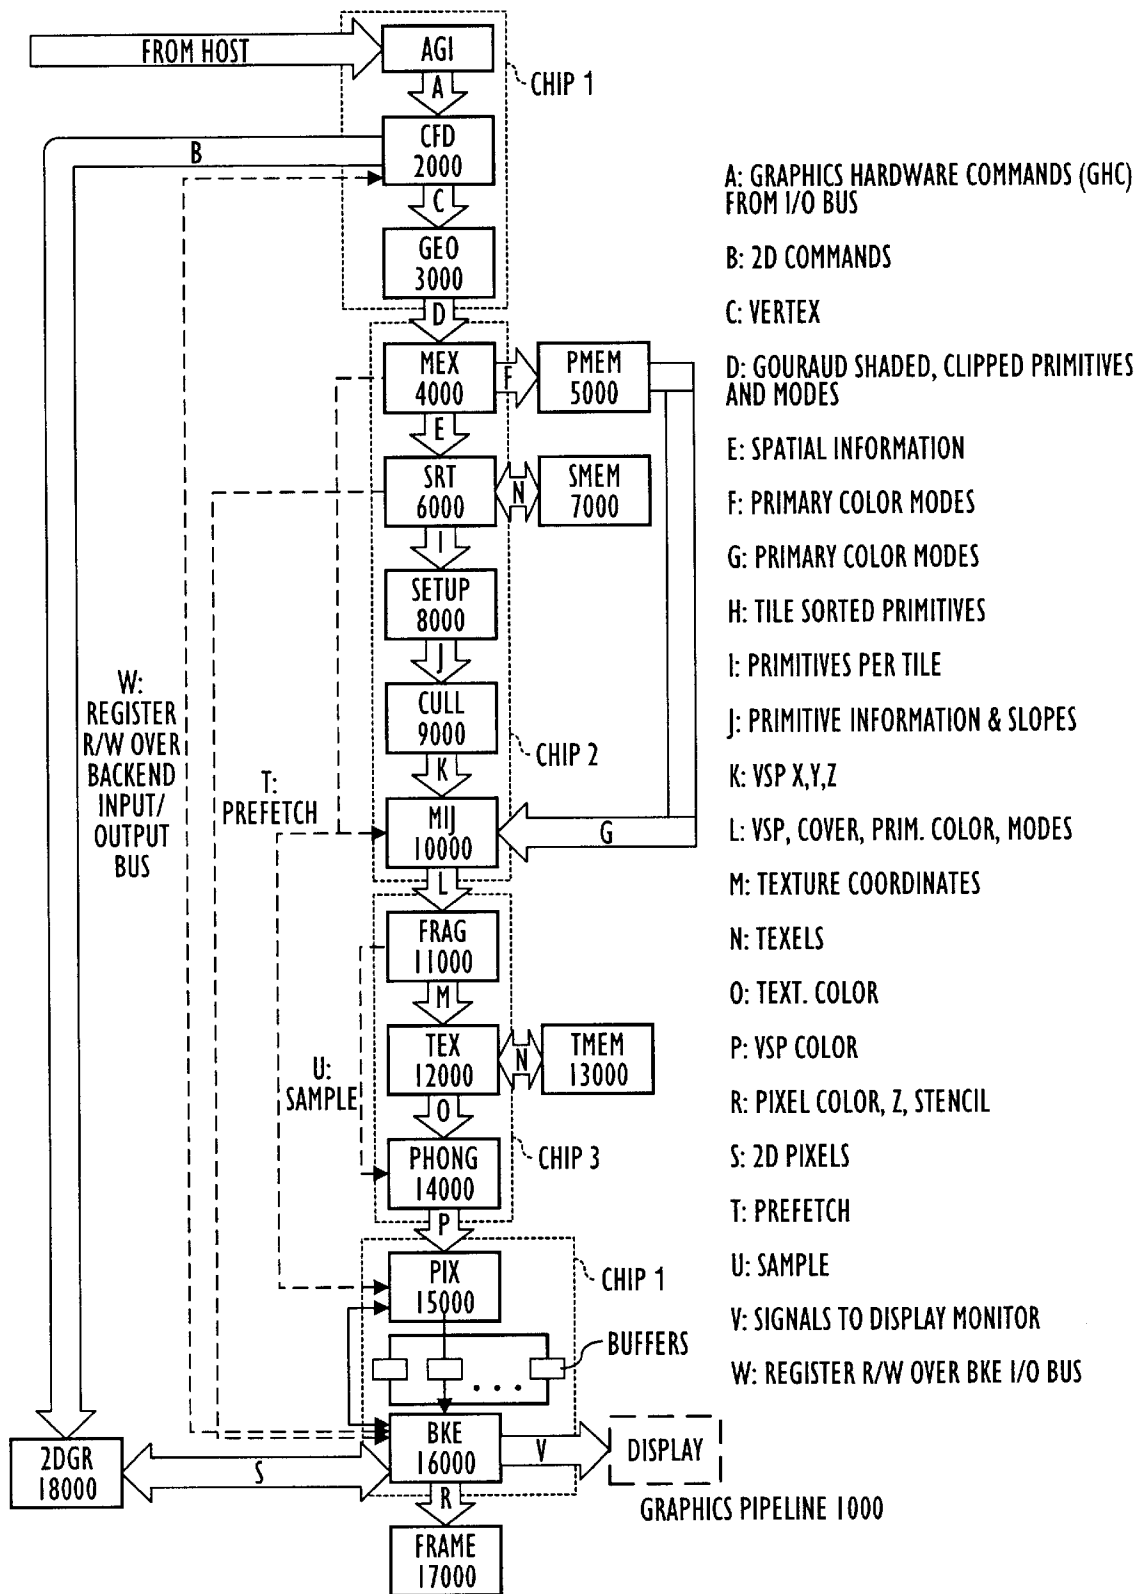 FROM HOST
AGI
CHIP 1
A
CFD
2000
B
C
GEO
3000
D
MEX
4000
F
PMEM
5000
E
SRT
6000
N
SMEM
7000
I
SETUP
8000
J
CULL
9000
CHIP 2
K
MIJ
10000
G
L
W:
REGISTER
R/W OVER
BACKEND
INPUT/
OUTPUT
BUS
T:
PREFETCH
FRAG
11000
M
TEX
12000
N
TMEM
13000
U:
SAMPLE
O
PHONG
14000
CHIP 3
P
PIX
15000
CHIP 1
BUFFERS
BKE
16000
V
DISPLAY
2DGR
18000
S
R
FRAME
17000
GRAPHICS PIPELINE 1000
A: GRAPHICS HARDWARE COMMANDS (GHC)
FROM I/O BUS
B: 2D COMMANDS
C: VERTEX
D: GOURAUD SHADED, CLIPPED PRIMITIVES
AND MODES
E: SPATIAL INFORMATION
F: PRIMARY COLOR MODES
G: PRIMARY COLOR MODES
H: TILE SORTED PRIMITIVES
I: PRIMITIVES PER TILE
J: PRIMITIVE INFORMATION & SLOPES
K: VSP X,Y,Z
L: VSP, COVER, PRIM. COLOR, MODES
M: TEXTURE COORDINATES
N: TEXELS
O: TEXT. COLOR
P: VSP COLOR
R: PIXEL COLOR, Z, STENCIL
S: 2D PIXELS
T: PREFETCH
U: SAMPLE
V: SIGNALS TO DISPLAY MONITOR
W: REGISTER R/W OVER BKE I/O BUS